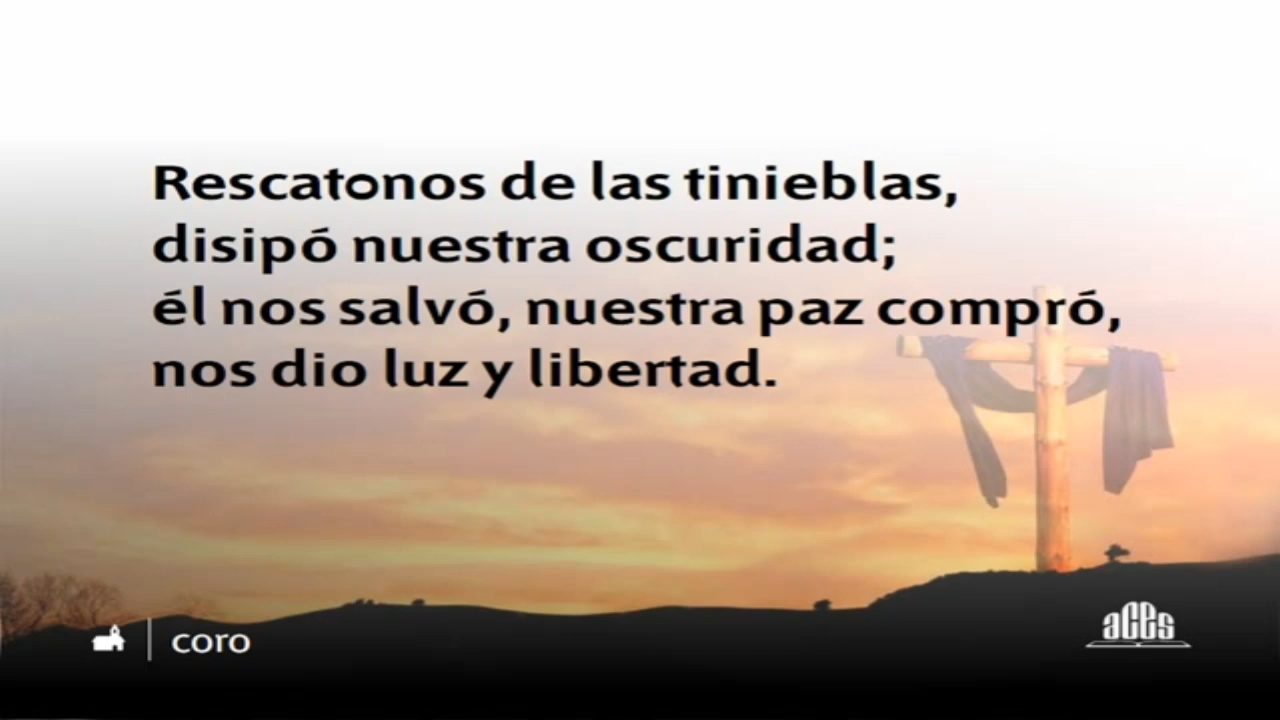 Rescatonos de las tinieblas,
disipó nuestra oscuridad;
él nos salvó, nuestra paz compró,
nos dio luz y libertad.
coro
aces